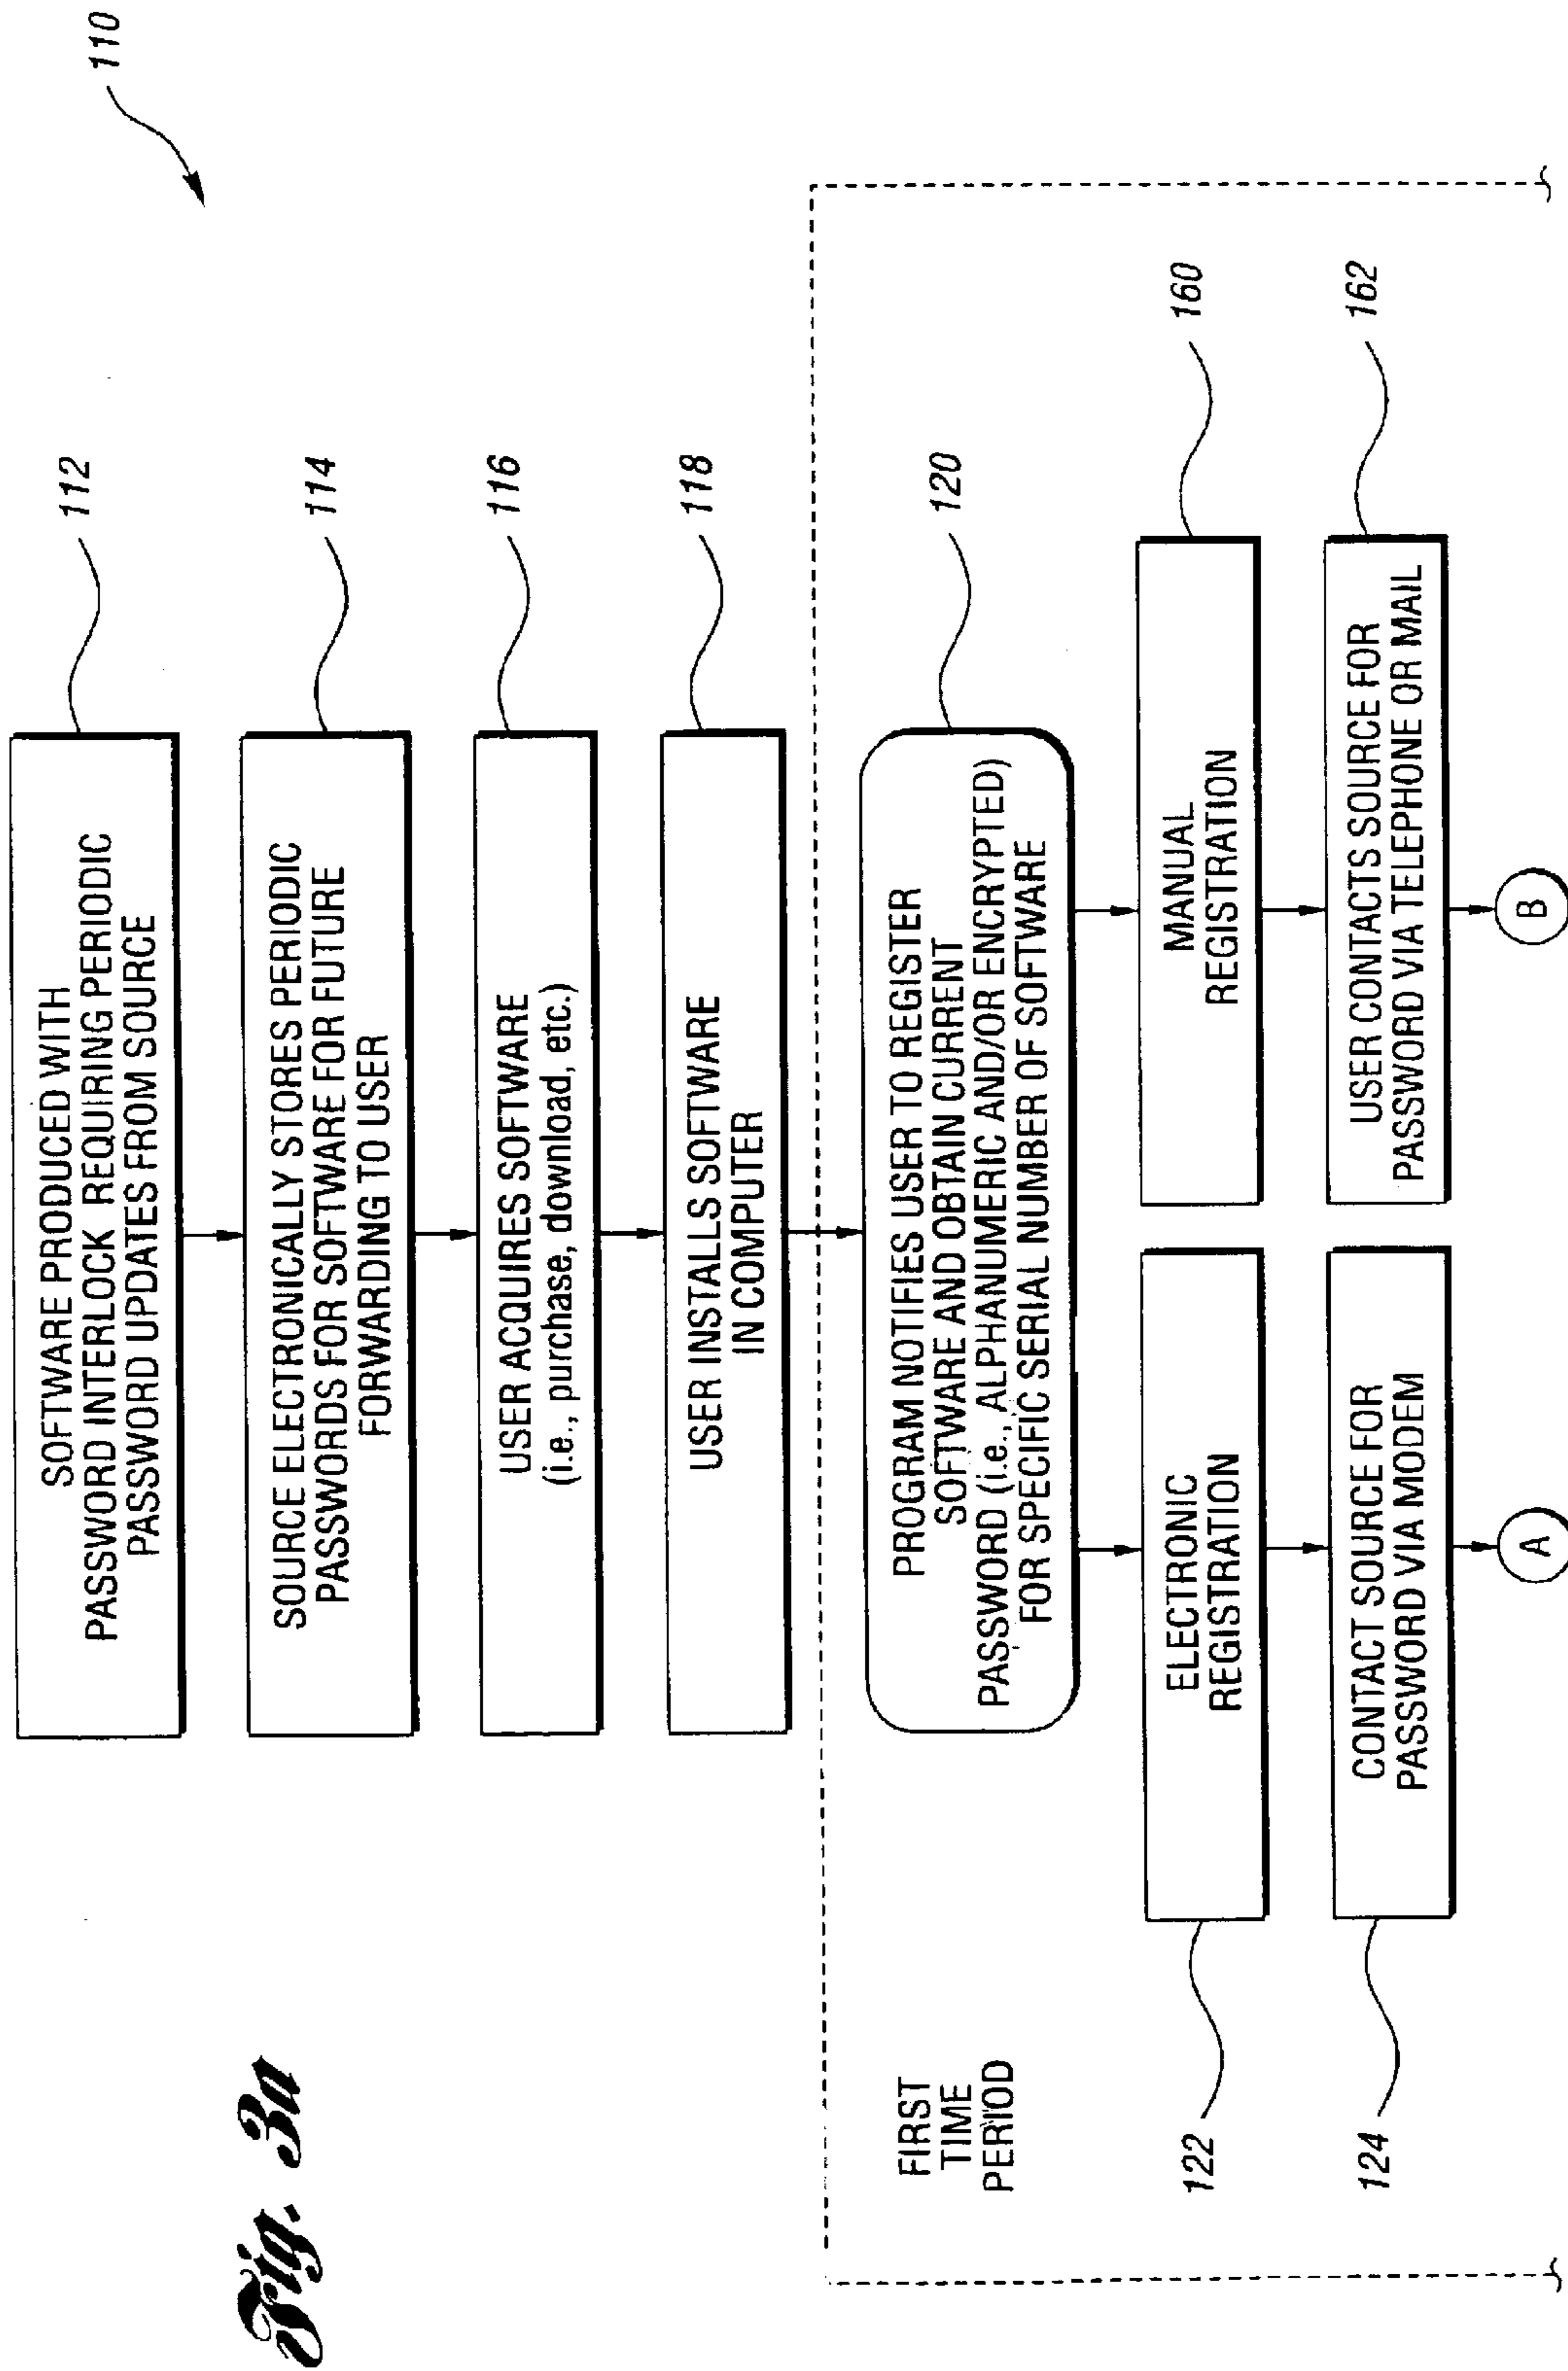 Fig. 3a
110
SOFTWARE PRODUCED WITH
PASSWORD INTERLOCK REQUIRING PERIODIC
PASSWORD UPDATES FROM SOURCE
112
SOURCE ELECTRONICALLY STORES PERIODIC
PASSWORDS FOR SOFTWARE FOR FUTURE
FORWARDING TO USER
114
USER ACQUIRES SOFTWARE
(i.e., purchase, download, etc.)
116
USER INSTALLS SOFTWARE
IN COMPUTER
118
FIRST
TIME
PERIOD
PROGRAM NOTIFIES USER TO REGISTER
SOFTWARE AND OBTAIN CURRENT
PASSWORD (i.e., ALPHANUMERIC AND/OR ENCRYPTED)
FOR SPECIFIC SERIAL NUMBER OF SOFTWARE
120
122
ELECTRONIC
REGISTRATION
MANUAL
REGISTRATION
160
124
CONTACT SOURCE FOR
PASSWORD VIA MODEM
USER CONTACTS SOURCE FOR
PASSWORD VIA TELEPHONE OR MAIL
162
A
B